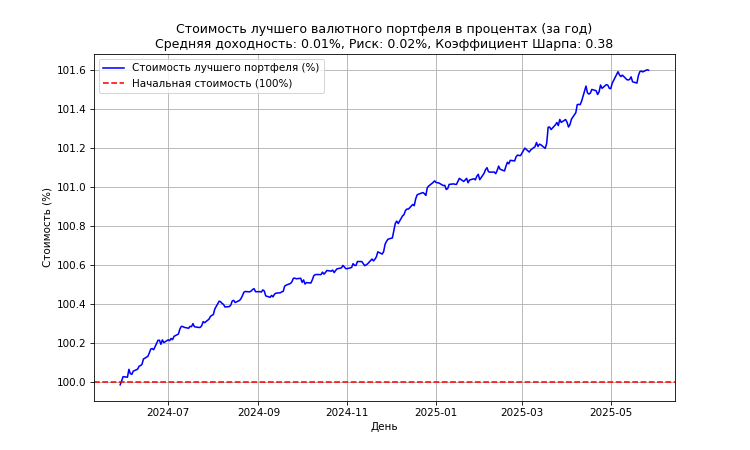 Стоимость лучшего валютного портфеля в процентах (за год)
Средняя доходность: 0.01%, Риск: 0.02%, Коэффициент Шарпа: 0.38
Стоимость лучшего портфеля (%)
Начальная стоимость (100%)
Стоимость (%)
101.6
101.4
101.2
101.0
100.8
100.6
100.4
100.2
100.0
2024-07
2024-09
2024-11
2025-01
2025-03
2025-05
День